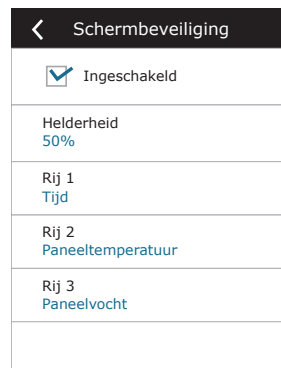 Schermbeveiliging
Ingeschakeld
Helderheid
50%
Rij 1
Tijd
Rij 2
Paneeltemperatuur
Rij 3
Paneelvocht